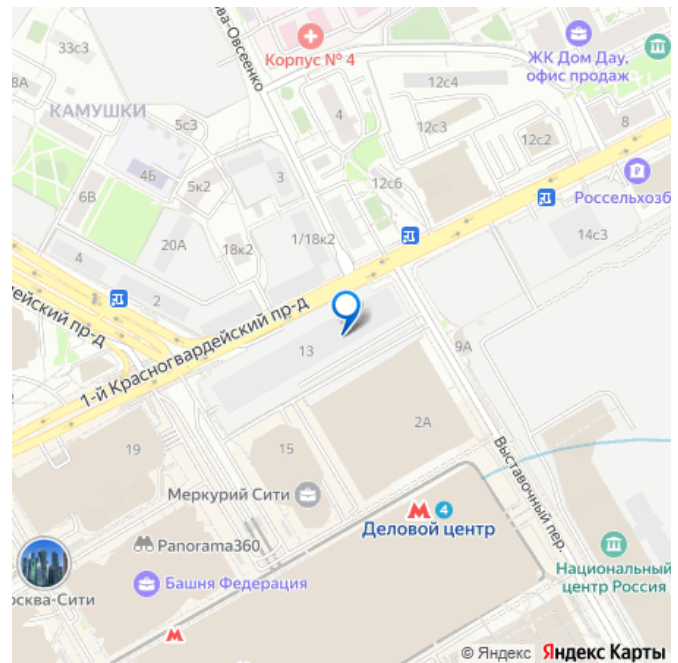 33с3
ва-Овсеенко
Корпус № 4
ЖК Дом Дау,
офис продаж
8А
КАМУШКИ
12с4
4
12с3
5с3
12с2
8
4Б
5к2
3
12с6
6В
Россельхозб
20А
18к2
1/18к2
14с3
4
2
ейский пр-д
1-й Красногвардейский пр-д
13
9А
2А
19
15
Выставочный пер.
Меркурий Сити
4
Деловой центр
Panorama360
Национальный
центр Россия
Башня Федерация
осква-Сити
© Яндекс Яндекс Карты